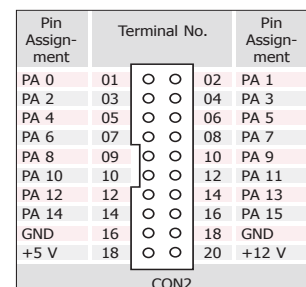 Pin Assign- ment Terminal No. Pin Assign- ment
PA 0 01 02 PA 1
PA 2 03 04 PA 3
PA 4 05 06 PA 5
PA 6 07 08 PA 7
PA 8 09 10 PA 9
PA 10 10 12 PA 11
PA 12 12 14 PA 13
PA 14 14 16 PA 15
GND 16 18 GND
+5 V 18 20 +12 V
CON2